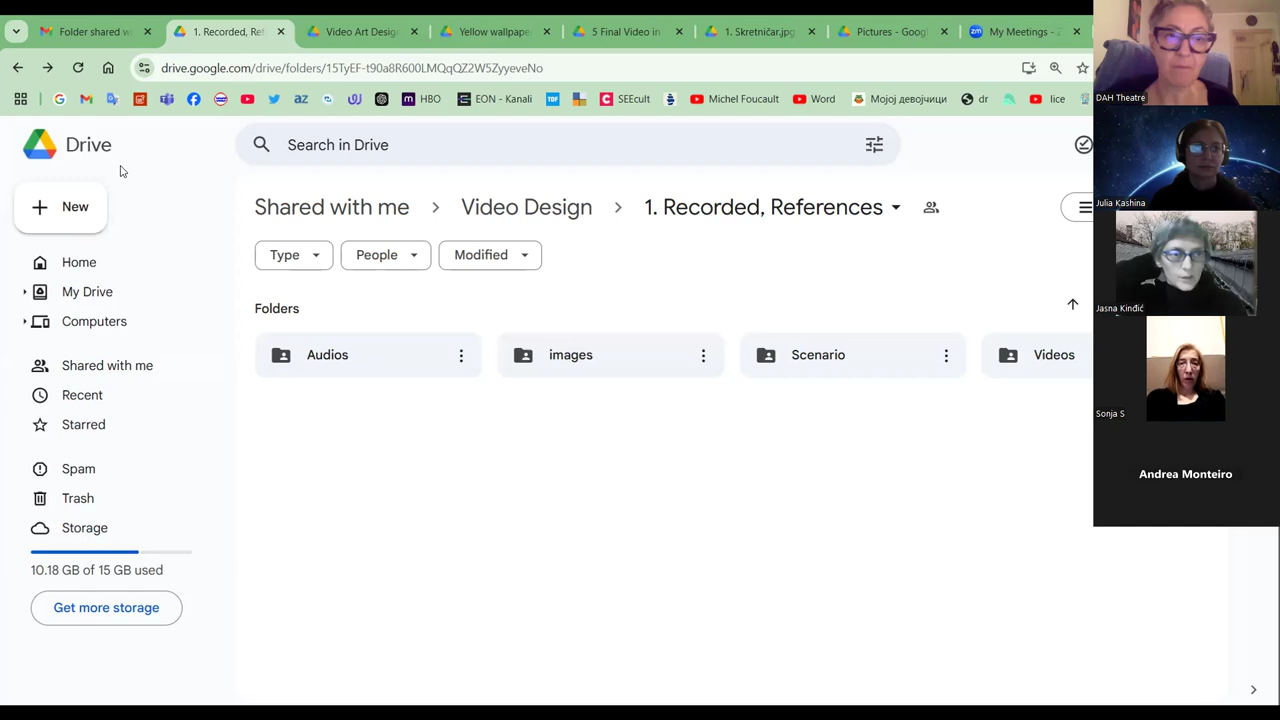 Folder shared w
1. Recorded, Ref
Video Art Desig
Yellow wallpape
5 Final Video in
1. Skretničar.jpg
Pictures - Goog
My Meetings - Z
drive.google.com/drive/folders/15TyEF-t90a8R600LMQqQZ2W5ZyyeveNo
HBO
EON - Kanali
SEEcult
Michel Foucault
Word
Мојој девојчици
dr
lice
Drive
Search in Drive
New
Shared with me
Video Design
1. Recorded, References
Type
People
Modified
Home
My Drive
Computers
Folders
Audios
images
Scenario
Videos
Shared with me
Recent
Starred
Spam
Trash
Storage
10.18 GB of 15 GB used
Get more storage
DAH Theatre
Julia Kashina
Jasna Kinđić
Sonja S
Andrea Monteiro